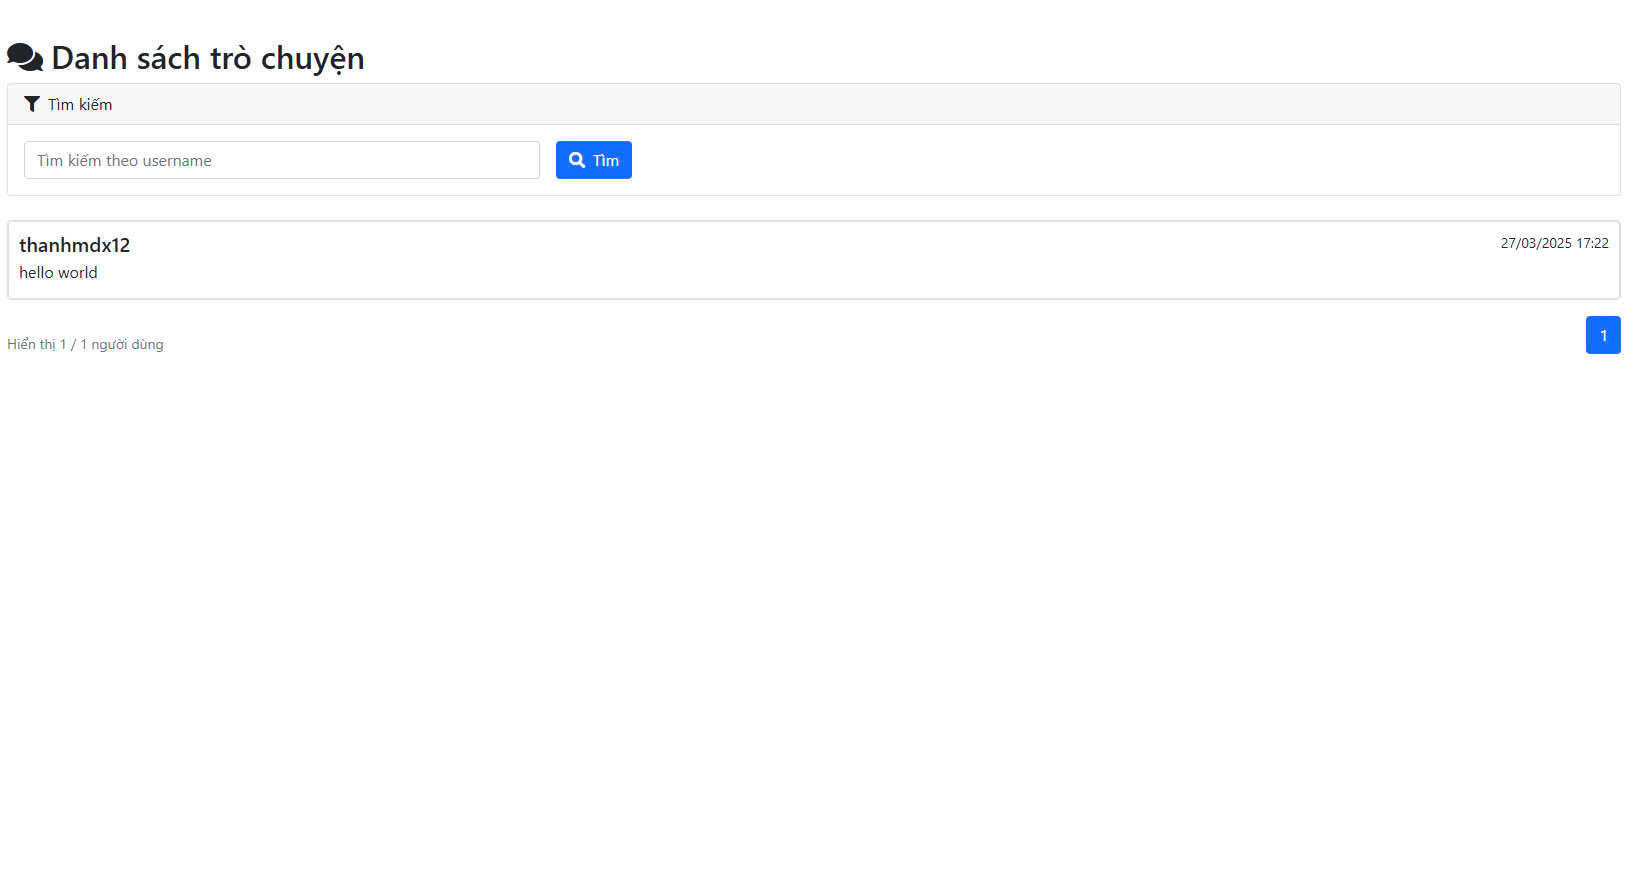 Danh sách trò chuyện
Tìm kiếm
Tìm kiếm theo username
Tìm
thanhmdx12
27/03/2025 17:22
hello world
Hiển thị 1 / 1 người dùng
1